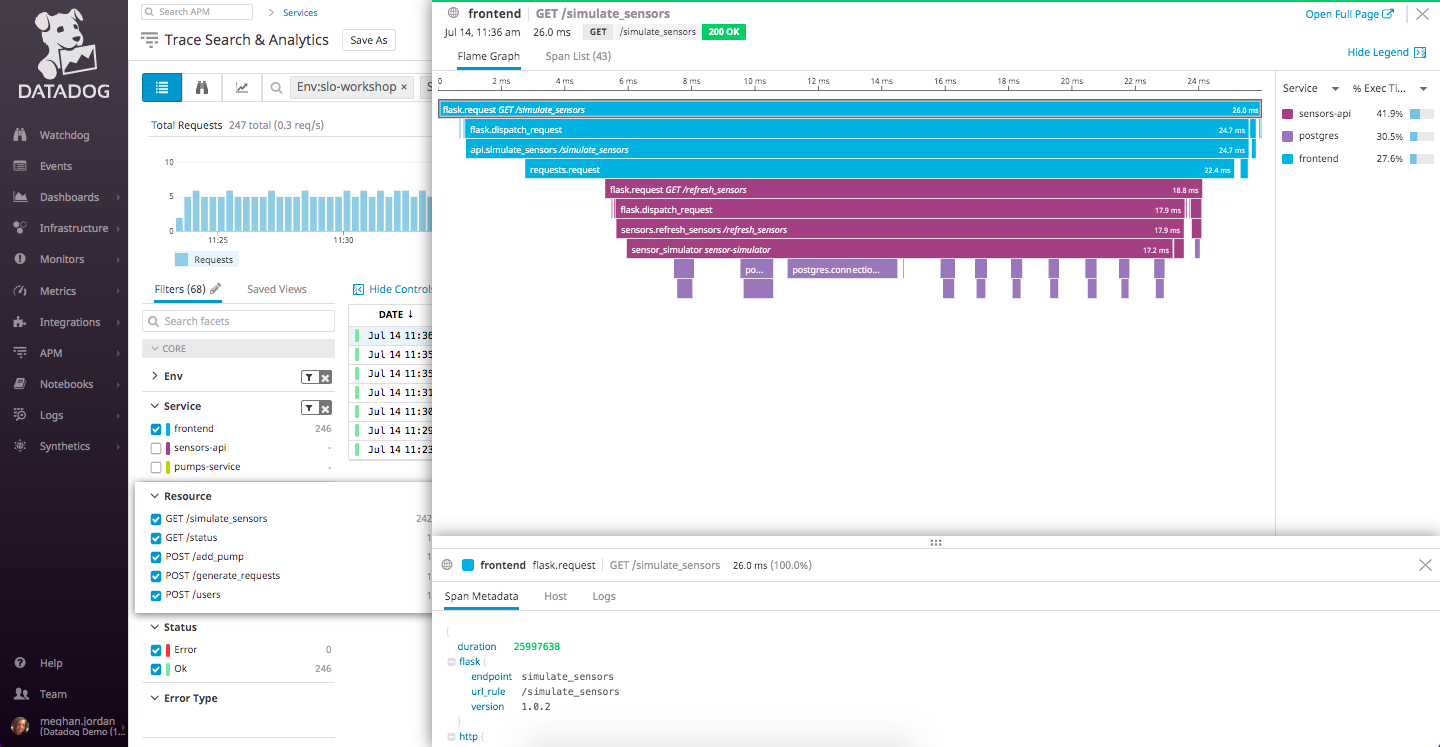 DATADOG
Watchdog
Events
Dashboards
Infrastructure
Monitors
Metrics
Integrations
APM
Notebooks
Logs
Synthetics
Help
Team
meghan.jordan
(Datadog Demo (1...
Search APM
Services
Trace Search & Analytics
Save As
Env:slo-workshop ×
S
Total Requests 247 total (0.3 req/s)
10
5
0
11:25 11:30
Requests
Filters (68)
Saved Views
Hide Controls
Search facets
CORE
Env
Service
frontend 246
sensors-api -
pumps-service -
Resource
GET /simulate_sensors 242
GET /status 1
POST /add_pump 1
POST /generate_requests 1
POST /users 1
Status
Error 0
Ok 246
Error Type
DATE ↓
Jul 14 11:36
Jul 14 11:35
Jul 14 11:35
Jul 14 11:31
Jul 14 11:30
Jul 14 11:29
Jul 14 11:23
frontend GET /simulate_sensors
Open Full Page
Jul 14, 11:36 am 26.0 ms GET /simulate_sensors 200 OK
Flame Graph Span List (43)
Hide Legend
0 2 ms 4 ms 6 ms 8 ms 10 ms 12 ms 14 ms 16 ms 18 ms 20 ms 22 ms 24 ms
flask.request GET /simulate_sensors 26.0 ms
flask.dispatch_request 24.7 ms
api.simulate_sensors /simulate_sensors 24.7 ms
requests.request 22.4 ms
flask.request GET /refresh_sensors 18.8 ms
flask.dispatch_request 17.9 ms
sensors.refresh_sensors /refresh_sensors 17.9 ms
sensor_simulator sensor-simulator 17.2 ms
po... postgres.connectio...
Service % Exec Ti...
sensors-api 41.9%
postgres 30.5%
frontend 27.6%
frontend flask.request GET /simulate_sensors 26.0 ms (100.0%)
Span Metadata Host Logs
{
duration 25997638
flask {
endpoint simulate_sensors
url_rule /simulate_sensors
version 1.0.2
}
http {